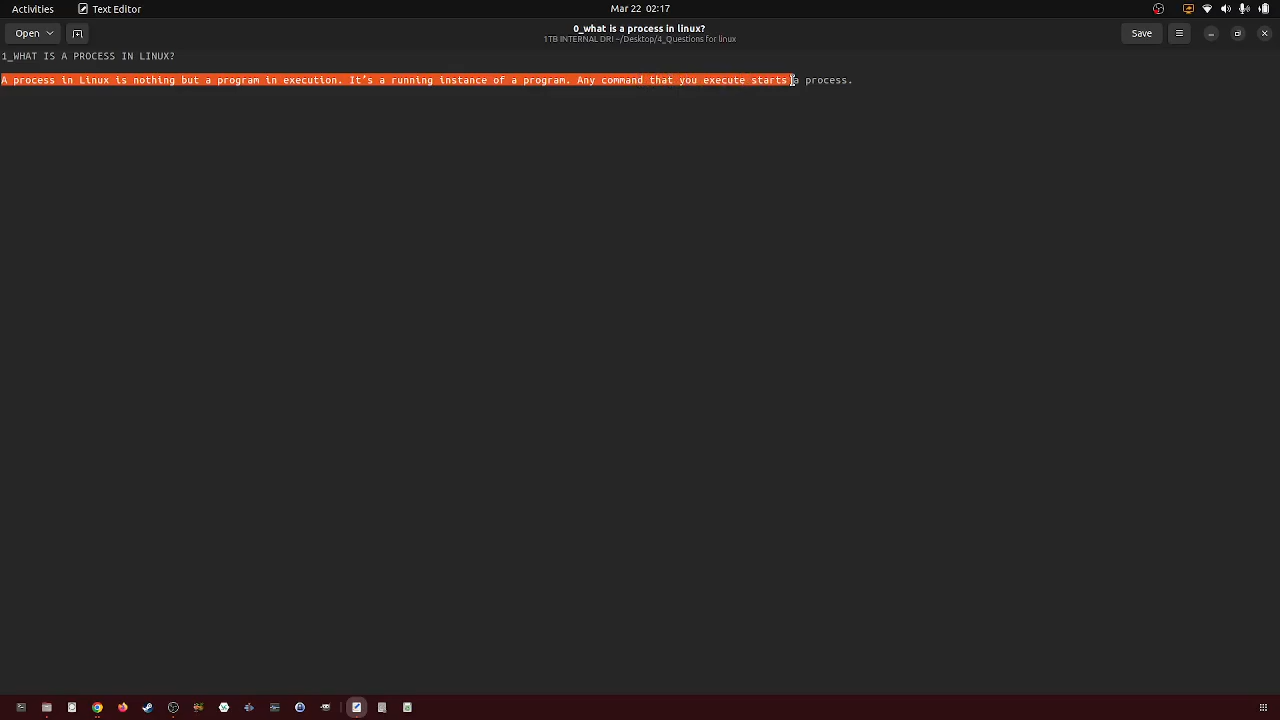 Activities Text Editor Mar 22 02:17
Open 0_what is a process in linux? Save
1TB INTERNAL DRI ~/Desktop/4_Questions for linux
1_WHAT IS A PROCESS IN LINUX?
A process in Linux is nothing but a program in execution. It’s a running instance of a program. Any command that you execute starts a process.